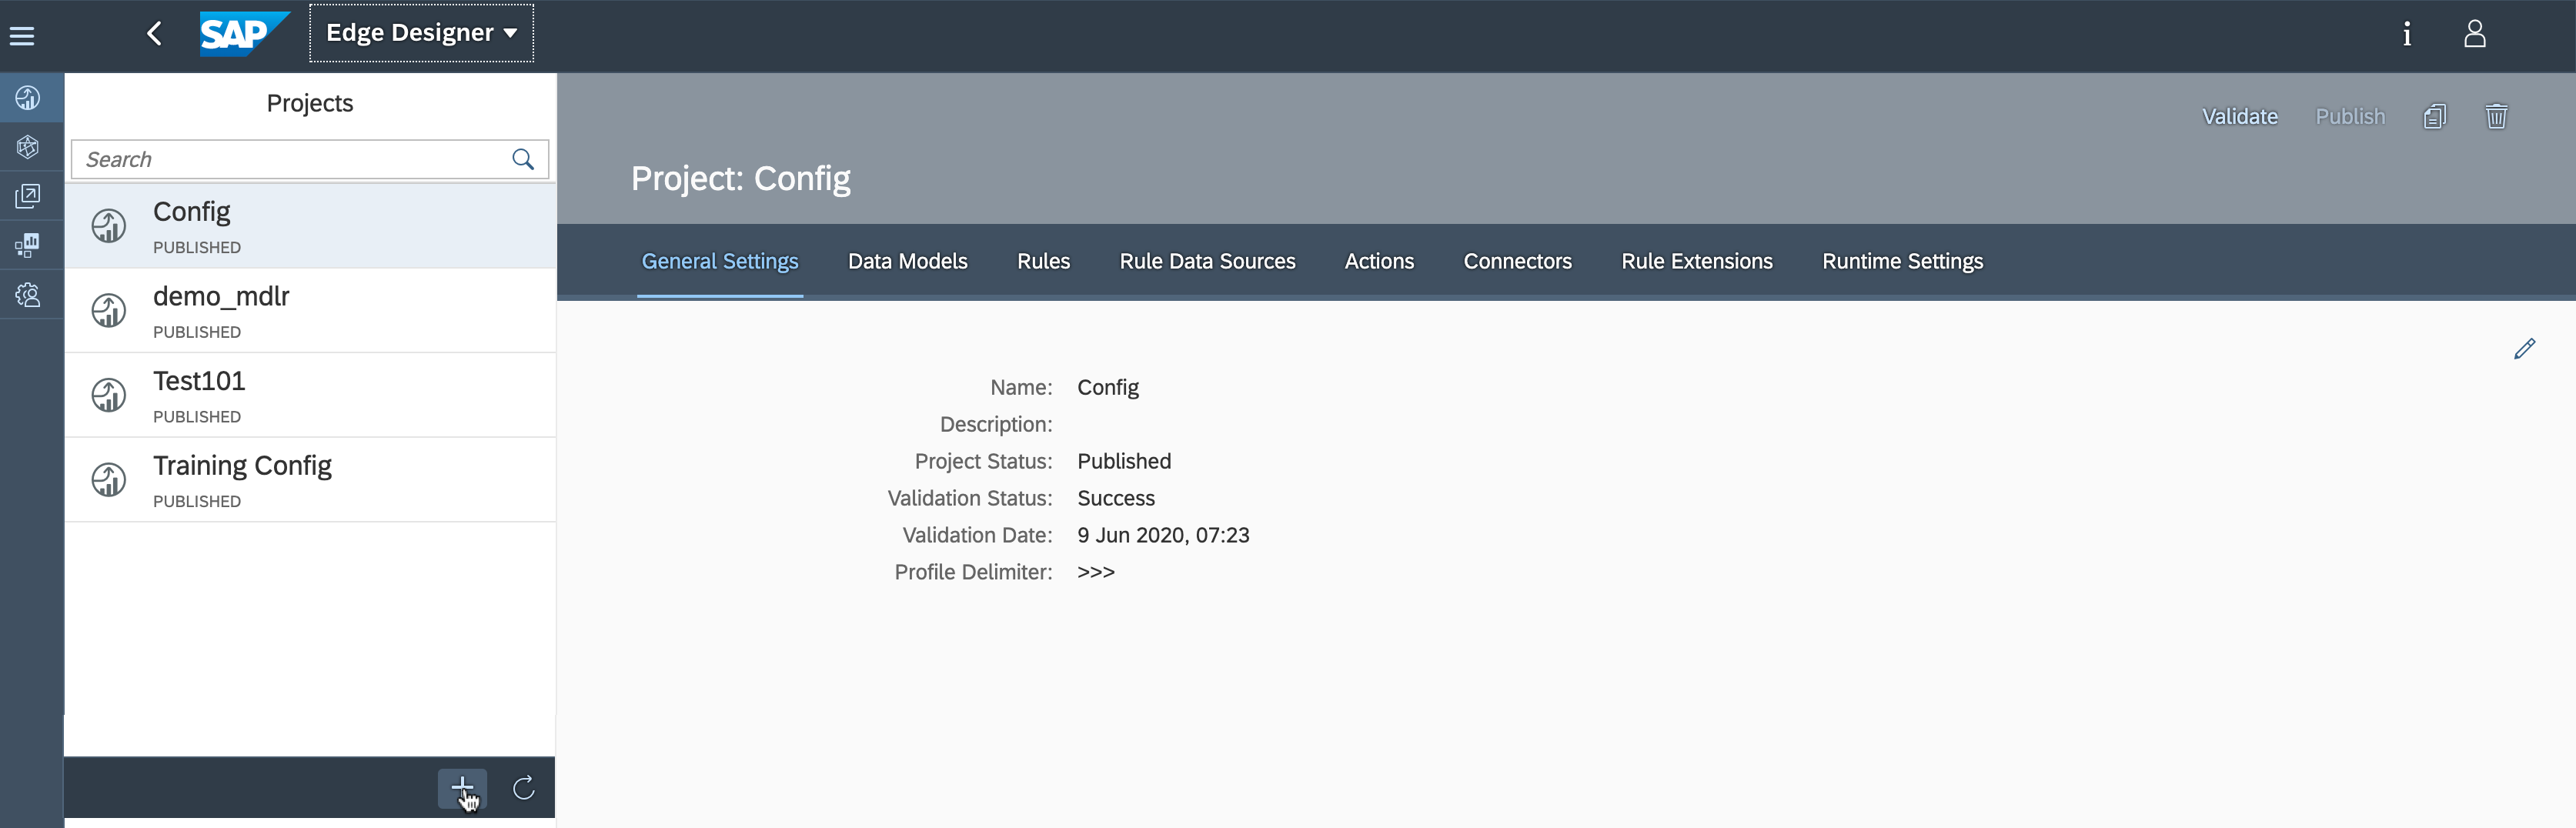 SAP Edge Designer
Projects
Search
Config
PUBLISHED
demo_mdlr
PUBLISHED
Test101
PUBLISHED
Training Config
PUBLISHED
Validate Publish
Project: Config
General Settings Data Models Rules Rule Data Sources Actions Connectors Rule Extensions Runtime Settings
Name: Config
Description:
Project Status: Published
Validation Status: Success
Validation Date: 9 Jun 2020, 07:23
Profile Delimiter: >>>